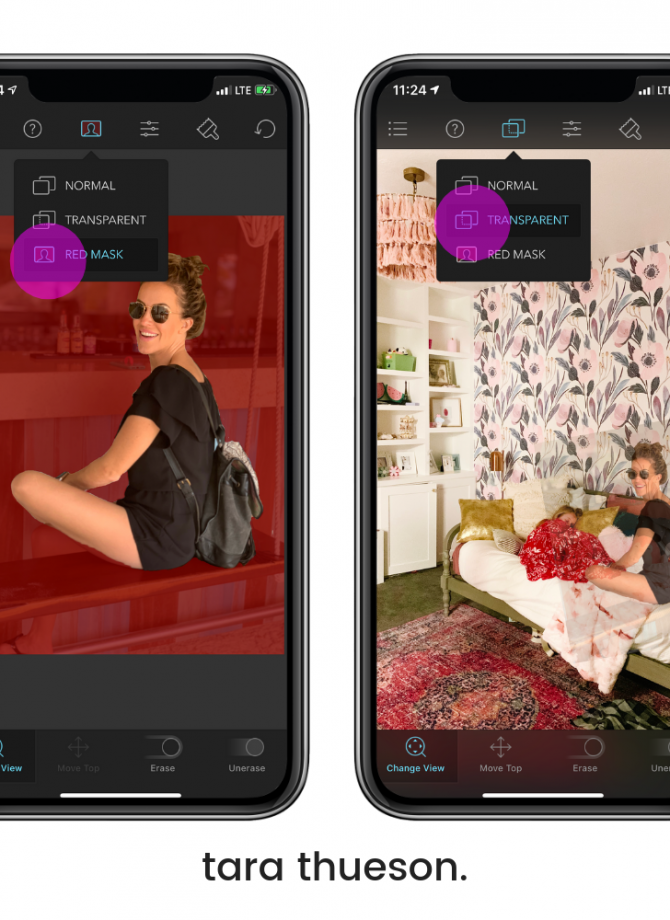 4
LTE
NORMAL
TRANSPARENT
RED MASK
View
Move Top
Erase
Unerase
11:24
LTE
NORMAL
TRANSPARENT
RED MASK
Change View
Move Top
Erase
Une
tara thueson.